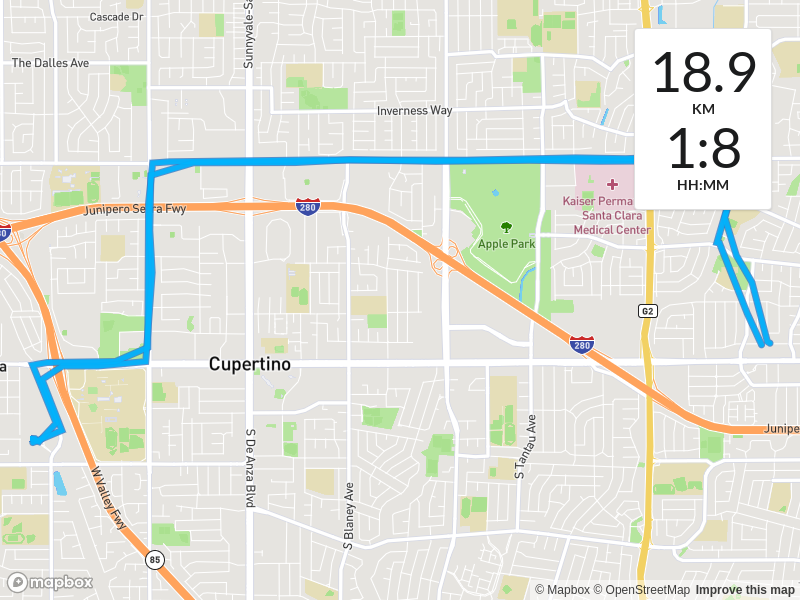 Cascade Dr
Sunnyvale-Sa
The Dalles Ave
Inverness Way
18.9
KM
1:8
HH:MM
Junipero Serra Fwy
280
280
Kaiser Perma
Santa Clara
Medical Center
Apple Park
G2
280
a
Cupertino
Junipe
S De Anza Blvd
S Tantau Ave
W Valley Fwy
S Blaney Ave
85
mapbox
© Mapbox © OpenStreetMap Improve this map